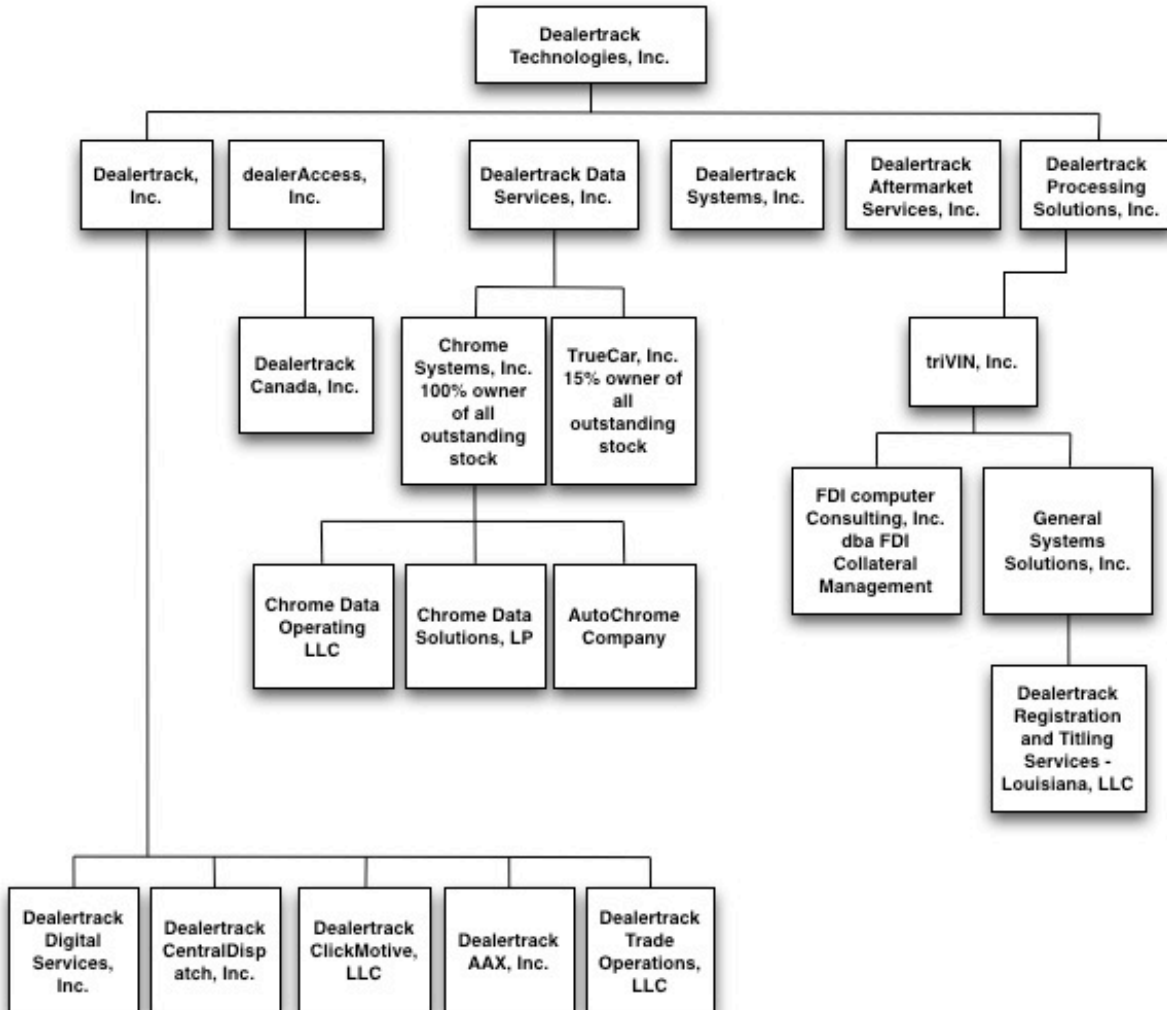 Dealertrack
Technologies, Inc.
Dealertrack,
Inc.
dealerAccess,
Inc.
Dealertrack Data
Services, Inc.
Dealertrack
Systems, Inc.
Dealertrack
Aftermarket
Services, Inc.
Dealertrack
Processing
Solutions, Inc.
Dealertrack
Canada, Inc.
Chrome
Systems, Inc.
100% owner
of all
outstanding
stock
TrueCar, Inc.
15% owner of
all
outstanding
stock
triVIN, Inc.
FDI computer
Consulting, Inc.
dba FDI
Collateral
Management
General
Systems
Solutions, Inc.
Chrome Data
Operating
LLC
Chrome Data
Solutions, LP
AutoChrome
Company
Dealertrack
Registration
and Titling
Services -
Louisiana, LLC
Dealertrack
Digital
Services,
Inc.
Dealertrack
CentralDisp
atch, Inc.
Dealertrack
ClickMotive,
LLC
Dealertrack
AAX, Inc.
Dealertrack
Trade
Operations,
LLC